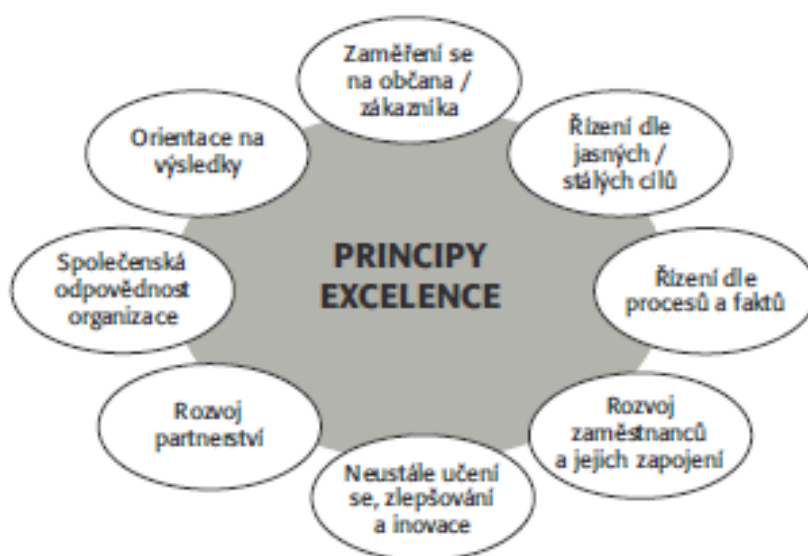 Zaměření se
na občana /
zákazníka
Řízení dle
jasných /
stálých cílů
Řízení dle
procesů a faktů
Rozvoj
zaměstnanců
a jejich zapojení
Neustále učení
se, zlepšování
a inovace
Rozvoj
partnerství
Společenská
odpovědnost
organizace
Orientace na
výsledky
PRINCIPY
EXCELENCE